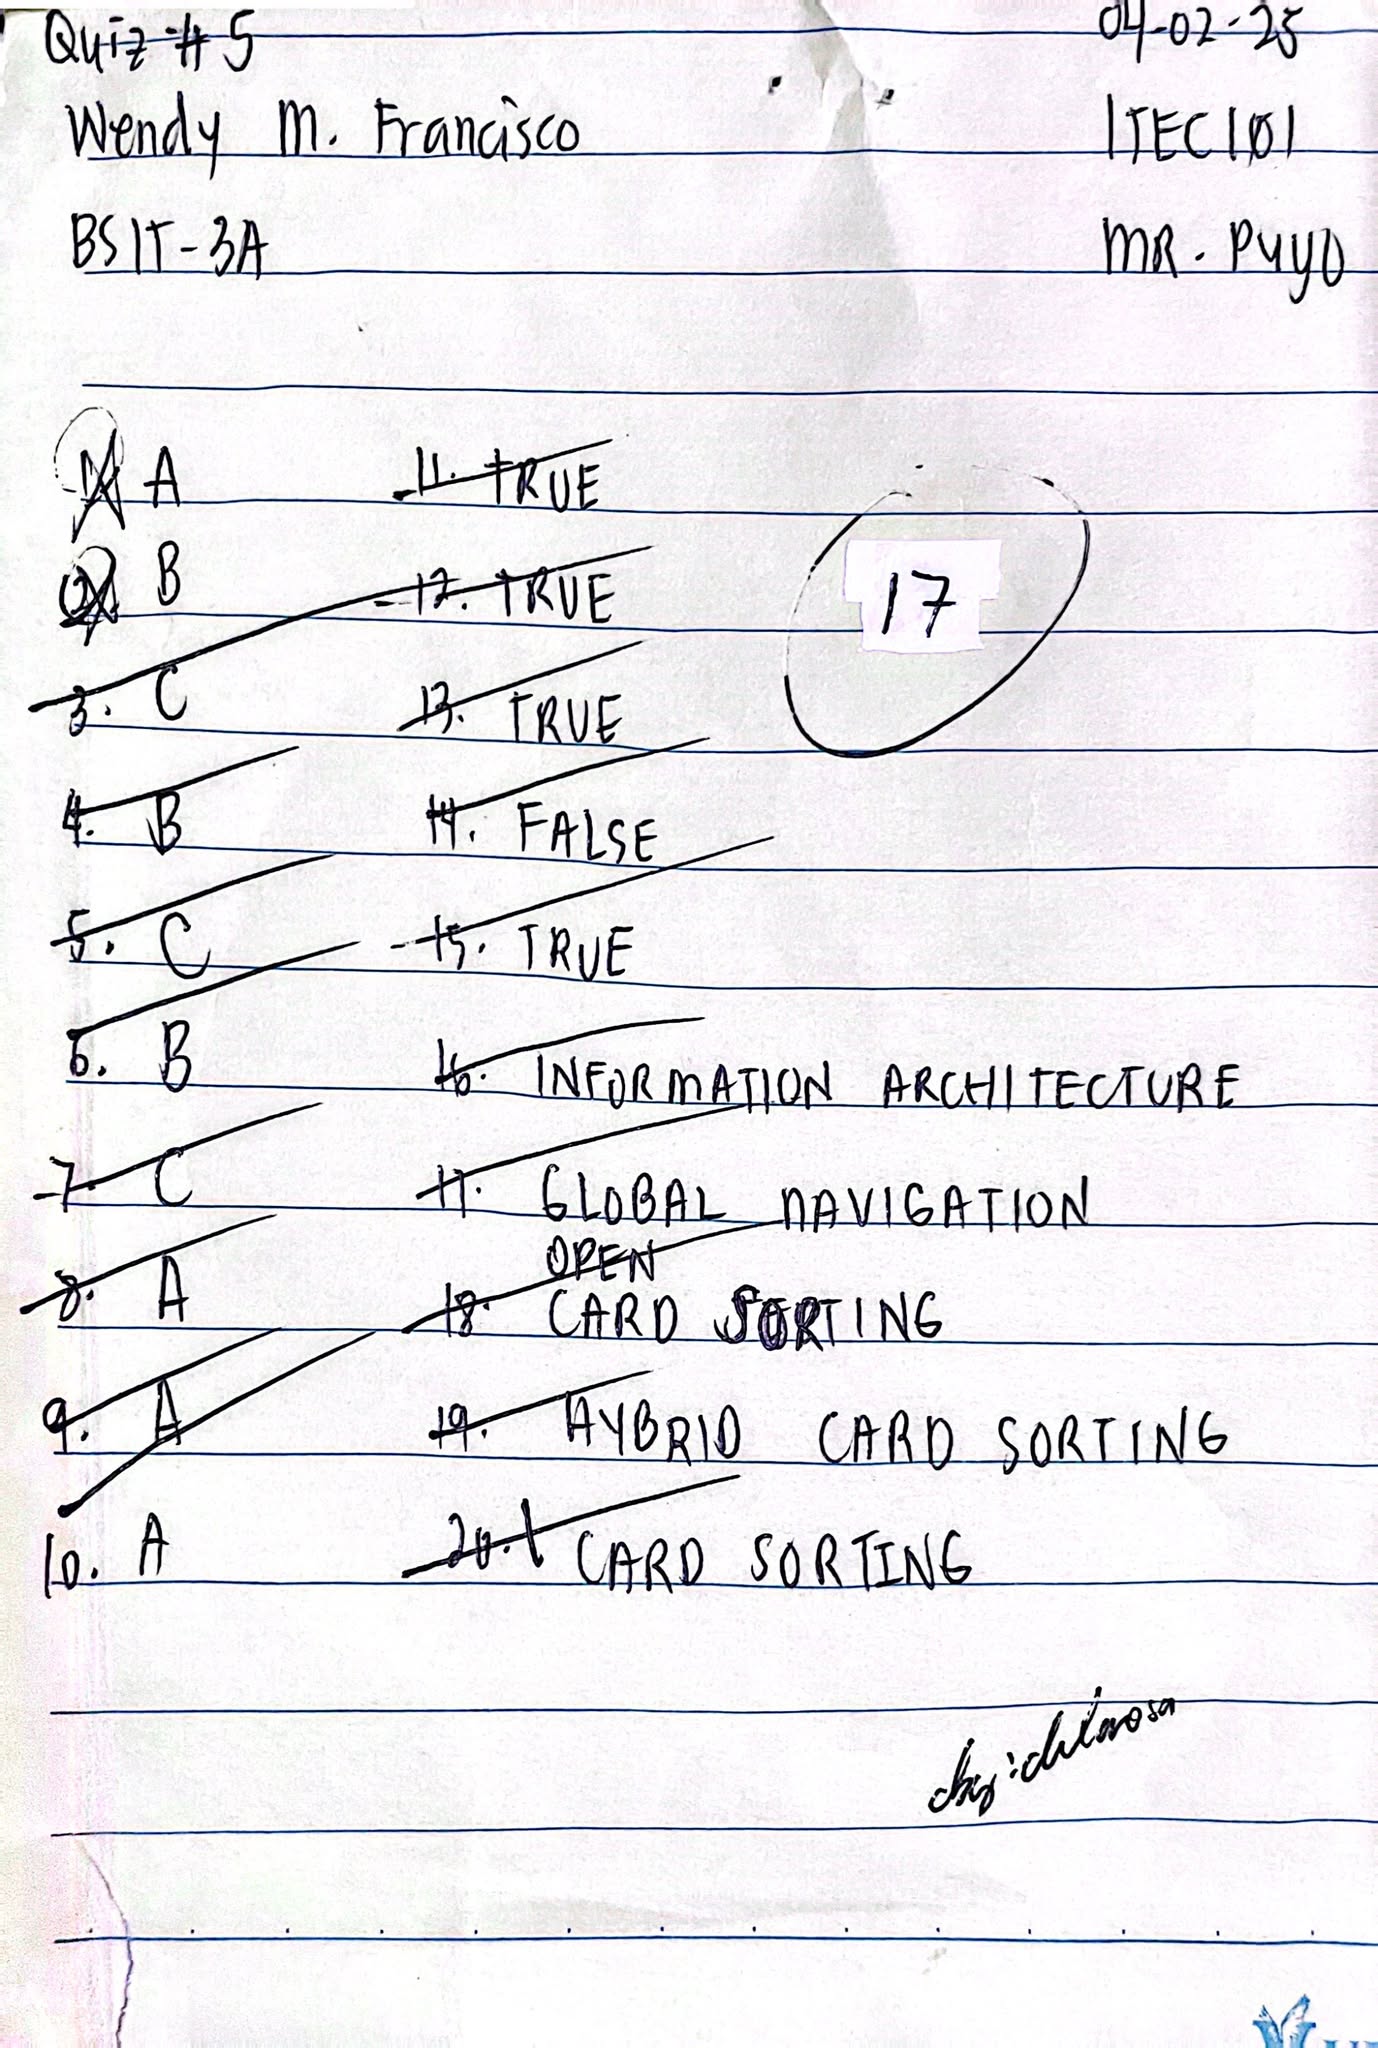 Quiz # 5
04-02-25
Wendy M. Francisco
ITEC101
BSIT-3A
MR. PUYO
1. A
2. B
3. C
4. B
5. C
6. B
7. C
8. A
9. A
10. A
11. TRUE
12. TRUE
13. TRUE
14. FALSE
15. TRUE
16. INFORMATION ARCHITECTURE
17. GLOBAL NAVIGATION
OPEN
18. CARD SORTING
19. HYBRID CARD SORTING
20. CARD SORTING
17